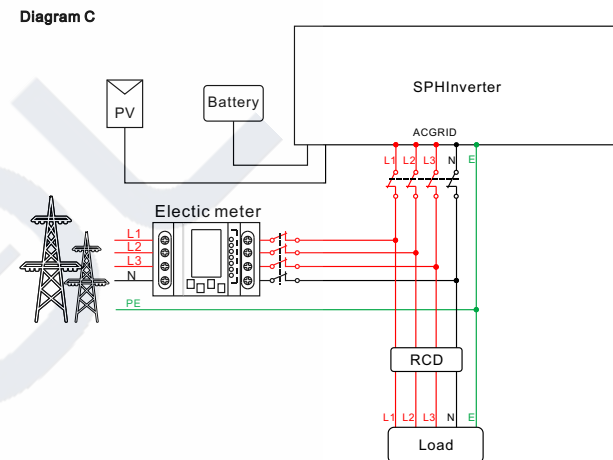 Diagram C
SPHInverter
PV
Battery
ACGRID
L1 L2 L3 N E
Electic meter
L1
L2
L3
N
PE
RCD
L1 L2 L3 N E
Load